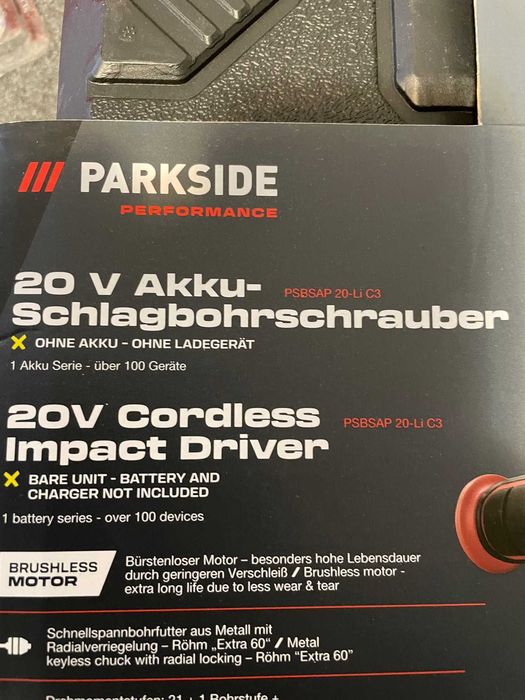 PARKSIDE
PERFORMANCE
20 V Akku- PSBSAP 20-Li C3
Schlagbohrschrauber
OHNE AKKU - OHNE LADEGERÄT
1 Akku Serie - über 100 Geräte
20V Cordless PSBSAP 20-Li C3
Impact Driver
BARE UNIT - BATTERY AND
CHARGER NOT INCLUDED
1 battery series - over 100 devices
BRUSHLESS
MOTOR
Bürstenloser Motor – besonders hohe Lebensdauer
durch geringeren Verschleiß / Brushless motor -
extra long life due to less wear & tear
Schnellspannbohrfutter aus Metall mit
Radialverriegelung – Röhm „Extra 60“ / Metal
keyless chuck with radial locking – Röhm “Extra 60”
Drehmomentstufen: 21 + 1 Bohrstufe +